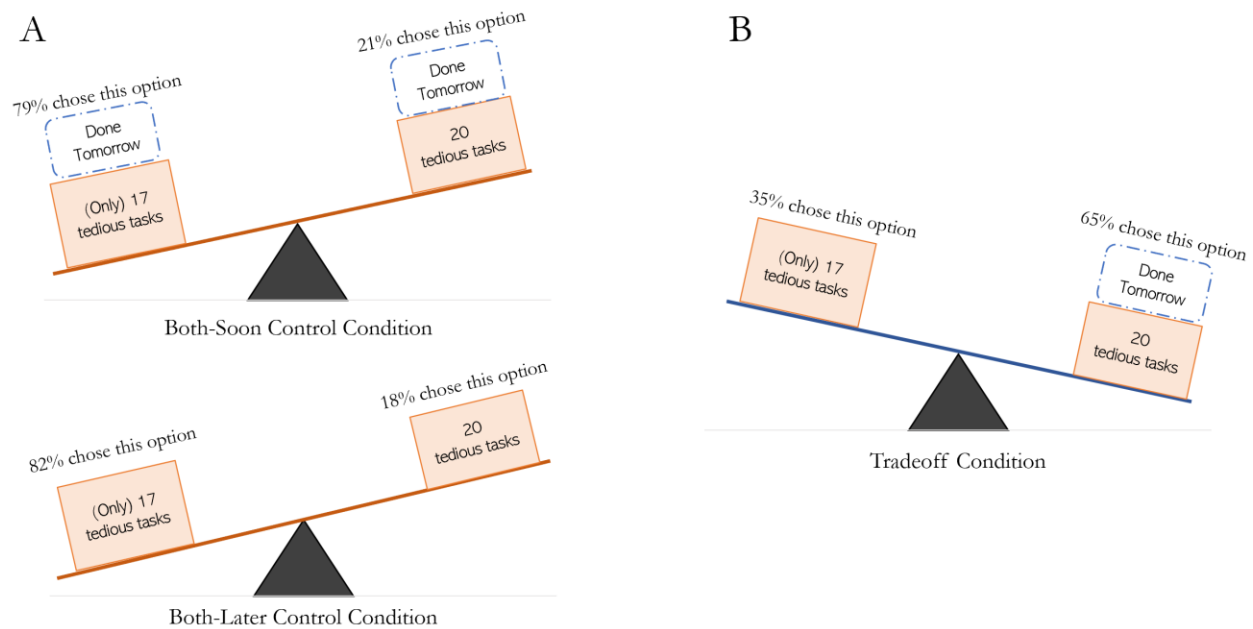 A
79% chose this option
Done
Tomorrow
(Only) 17
tedious tasks
21% chose this option
Done
Tomorrow
20
tedious tasks
Both-Soon Control Condition
82% chose this option
(Only) 17
tedious tasks
18% chose this option
20
tedious tasks
Both-Later Control Condition
B
35% chose this option
(Only) 17
tedious tasks
65% chose this option
Done
Tomorrow
20
tedious tasks
Tradeoff Condition